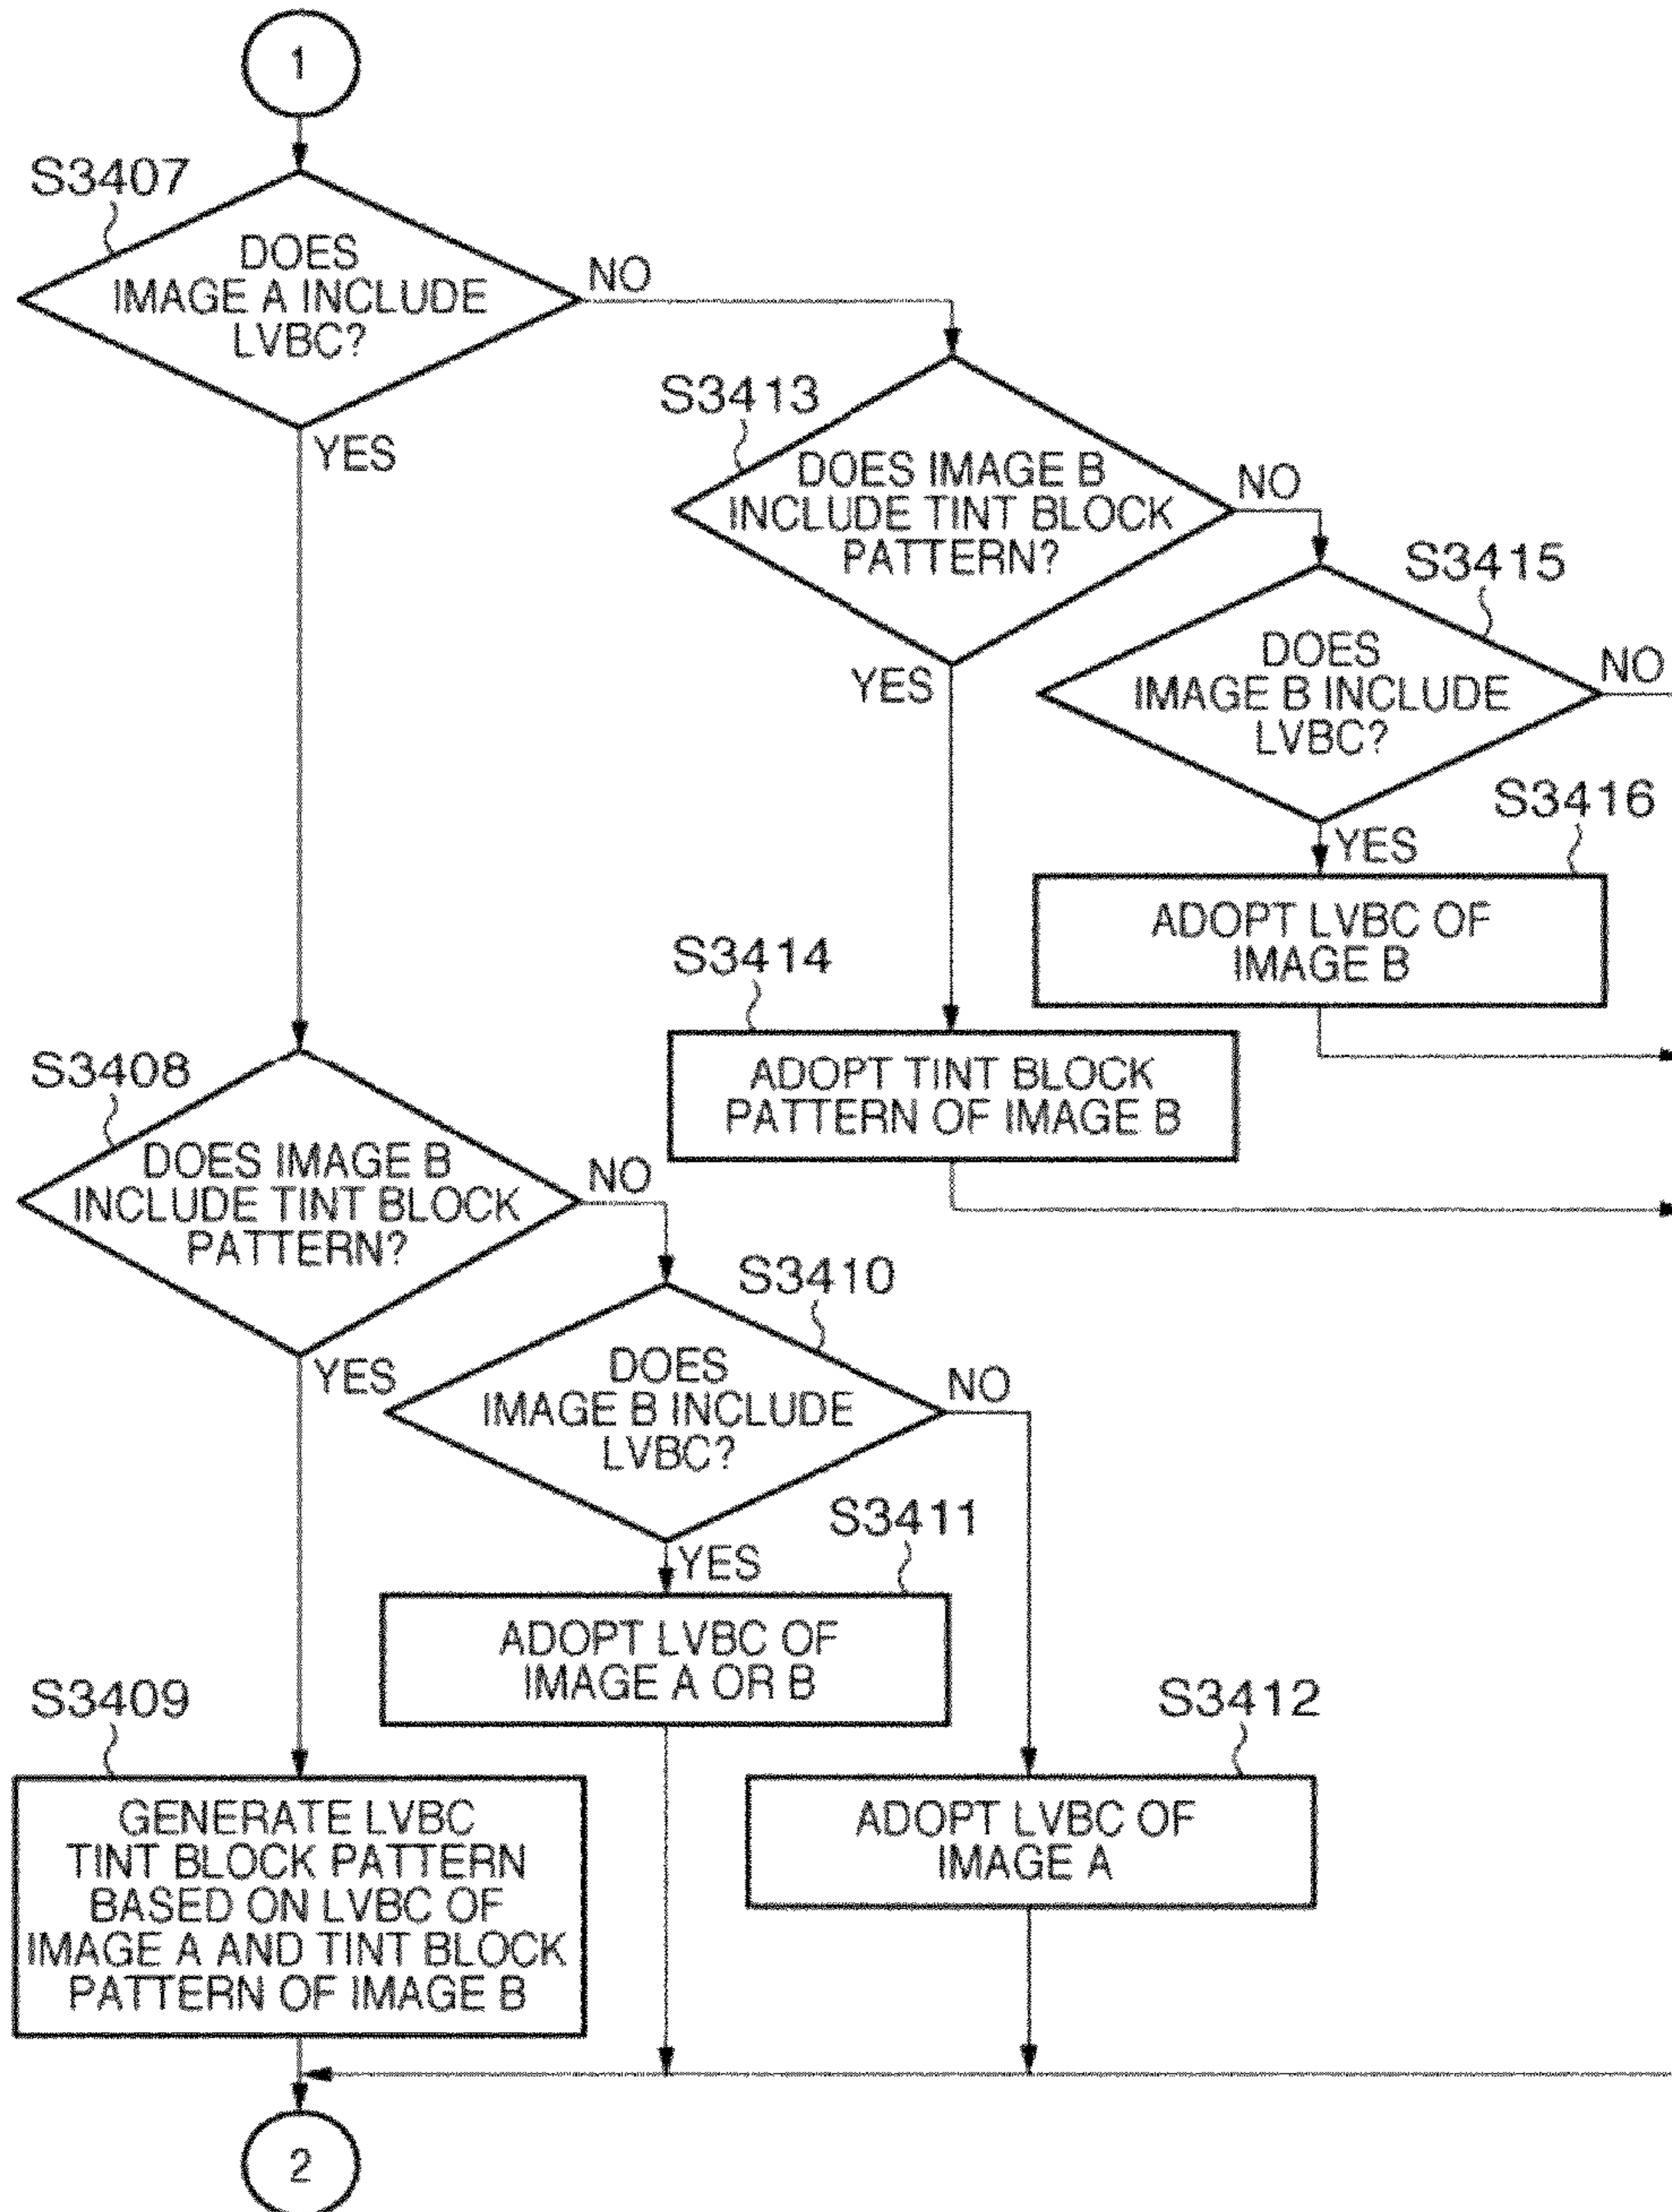 1
S3407
DOES
IMAGE A INCLUDE
LVBC?
NO
YES
S3413
DOES IMAGE B
INCLUDE TINT BLOCK
PATTERN?
NO
YES
S3415
DOES
IMAGE B INCLUDE
LVBC?
NO
YES
S3416
ADOPT LVBC OF
IMAGE B
S3414
ADOPT TINT BLOCK
PATTERN OF IMAGE B
S3408
DOES IMAGE B
INCLUDE TINT BLOCK
PATTERN?
NO
YES
S3410
DOES
IMAGE B INCLUDE
LVBC?
NO
YES
S3411
ADOPT LVBC OF
IMAGE A OR B
S3409
GENERATE LVBC
TINT BLOCK PATTERN
BASED ON LVBC OF
IMAGE A AND TINT BLOCK
PATTERN OF IMAGE B
S3412
ADOPT LVBC OF
IMAGE A
2